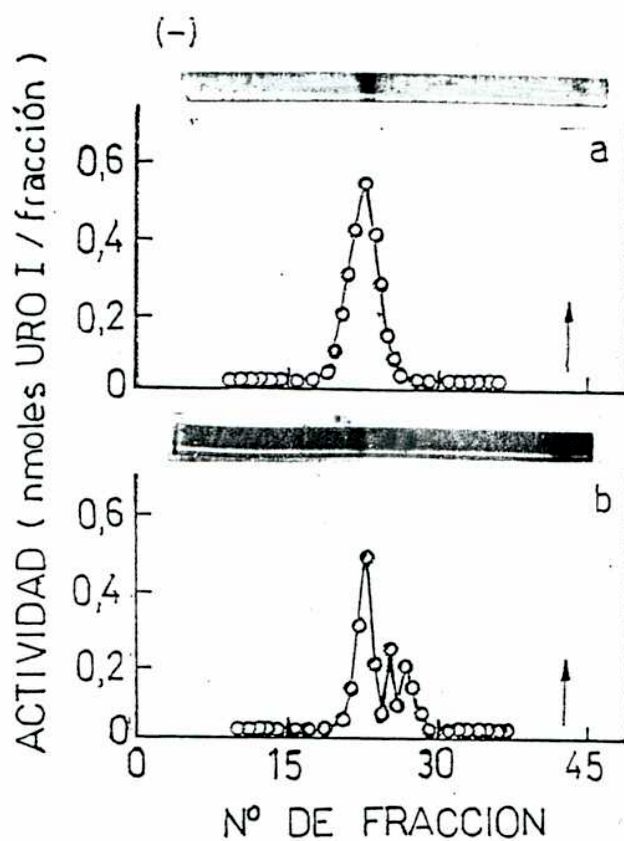 (-)
ACTIVIDAD ( nmoles URO I / fracción )
a
0,6
0,4
0,2
0
b
0,6
0,4
0,2
0
0 15 30 45
Nº DE FRACCION